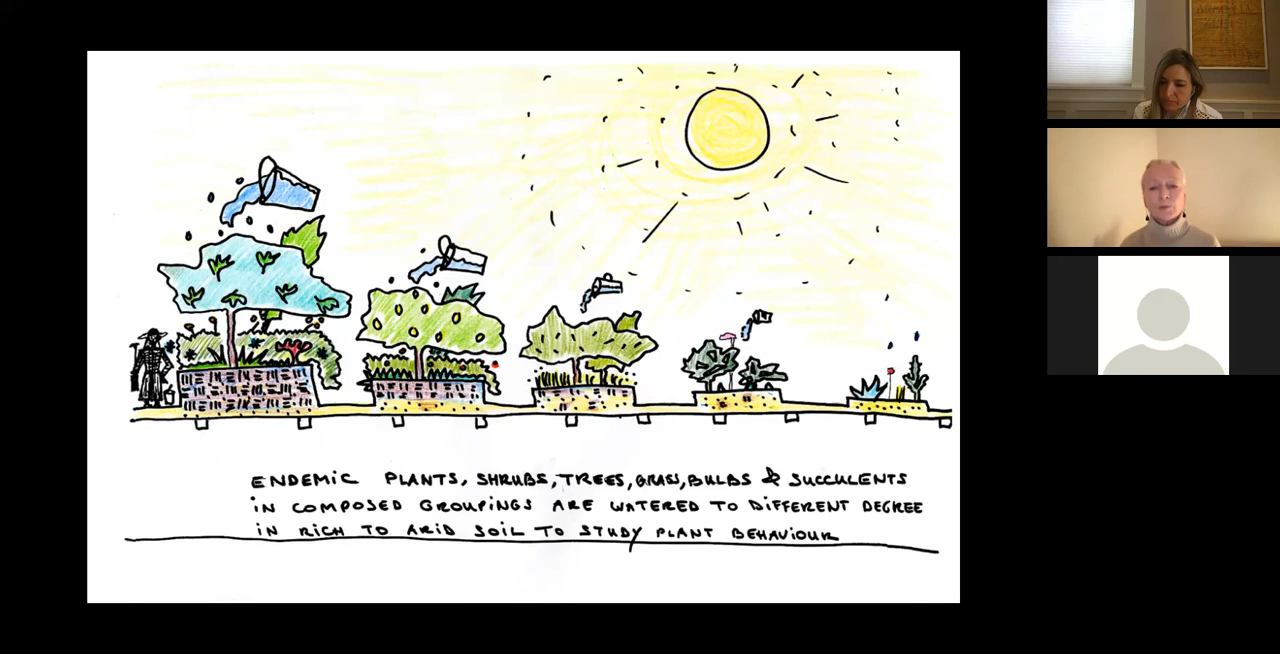 ENDEMIC PLANTS, SHRUBS, TREES, GRASS, BULBS & SUCCULENTS
IN COMPOSED GROUPINGS ARE WATERED TO DIFFERENT DEGREE
IN RICH TO ARID SOIL TO STUDY PLANT BEHAVIOUR